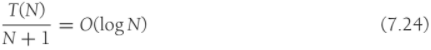 T(N)
N + 1 = O(log N) (7.24)